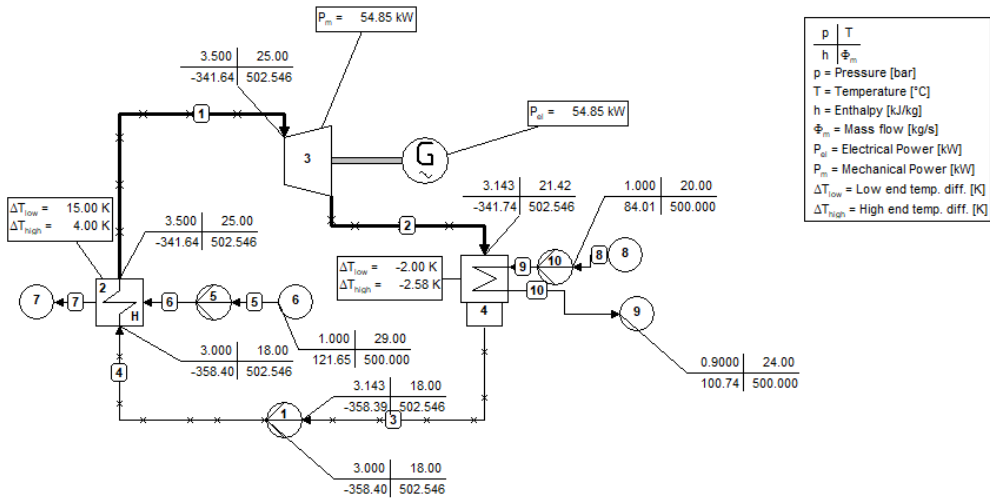 P_m = 54.85 kW
p T
h Φ_m
p = Pressure [bar]
T = Temperature [°C]
h = Enthalpy [kJ/kg]
Φ_m = Mass flow [kg/s]
P_el = Electrical Power [kW]
P_m = Mechanical Power [kW]
ΔT_low = Low end temp. diff. [K]
ΔT_high = High end temp. diff. [K]
3.500 25.00
-341.64 502.546
1
3
G
~
P_el = 54.85 kW
3.143 21.42
-341.74 502.546
1.000 20.00
84.01 500.000
ΔT_low = 15.00 K
ΔT_high = 4.00 K
3.500 25.00
-341.64 502.546
2
ΔT_low = -2.00 K
ΔT_high = -2.58 K
9
10
8
8
10
4
9
7
7
2
H
6
5
5
6
1.000 29.00
121.65 500.000
0.9000 24.00
100.74 500.000
3.000 18.00
-358.40 502.546
4
3.143 18.00
-358.39 502.546
1
3
3.000 18.00
-358.40 502.546